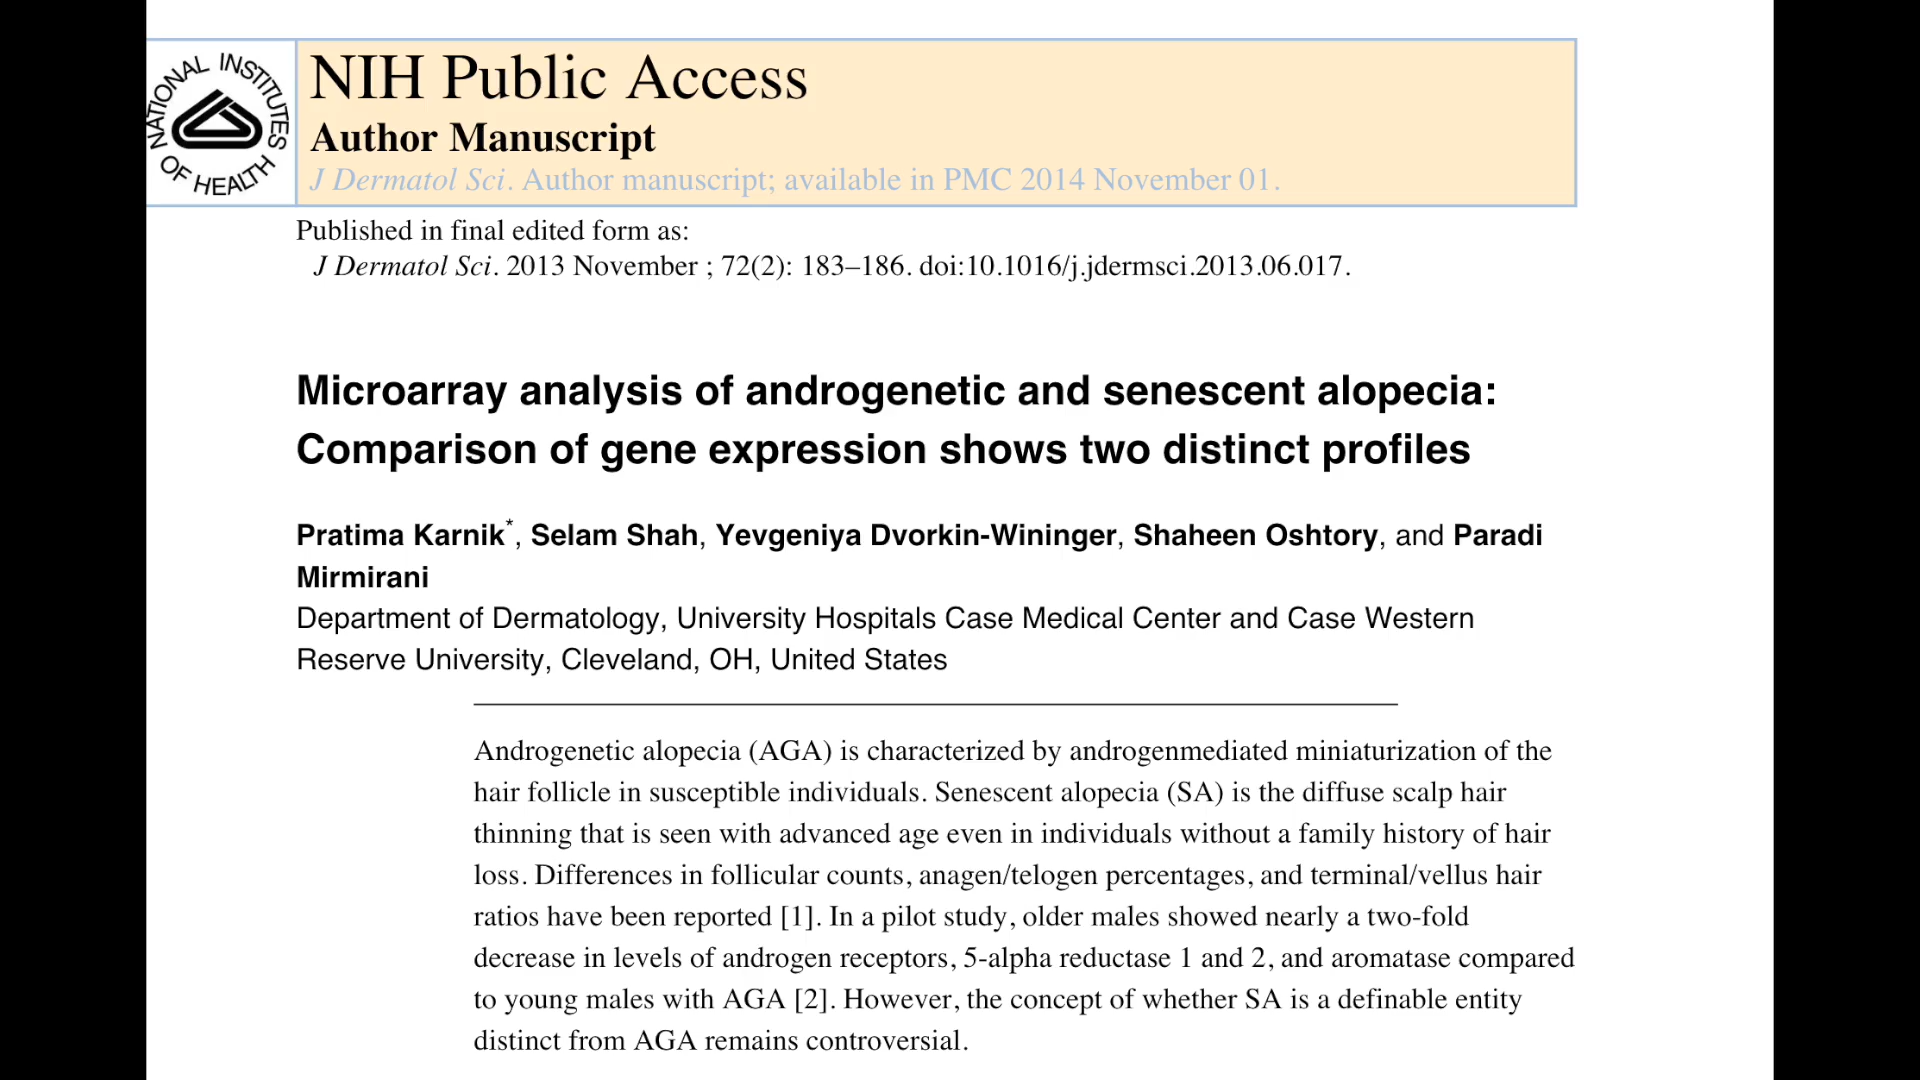 NATIONAL INSTITUTES OF HEALTH
NIH Public Access
Author Manuscript
J Dermatol Sci. Author manuscript; available in PMC 2014 November 01.
Published in final edited form as:
J Dermatol Sci. 2013 November ; 72(2): 183–186. doi:10.1016/j.jdermsci.2013.06.017.
Microarray analysis of androgenetic and senescent alopecia:
Comparison of gene expression shows two distinct profiles
Pratima Karnik*, Selam Shah, Yevgeniya Dvorkin-Wininger, Shaheen Oshtory, and Paradi
Mirmirani
Department of Dermatology, University Hospitals Case Medical Center and Case Western
Reserve University, Cleveland, OH, United States
Androgenetic alopecia (AGA) is characterized by androgenmediated miniaturization of the
hair follicle in susceptible individuals. Senescent alopecia (SA) is the diffuse scalp hair
thinning that is seen with advanced age even in individuals without a family history of hair
loss. Differences in follicular counts, anagen/telogen percentages, and terminal/vellus hair
ratios have been reported [1]. In a pilot study, older males showed nearly a two-fold
decrease in levels of androgen receptors, 5-alpha reductase 1 and 2, and aromatase compared
to young males with AGA [2]. However, the concept of whether SA is a definable entity
distinct from AGA remains controversial.